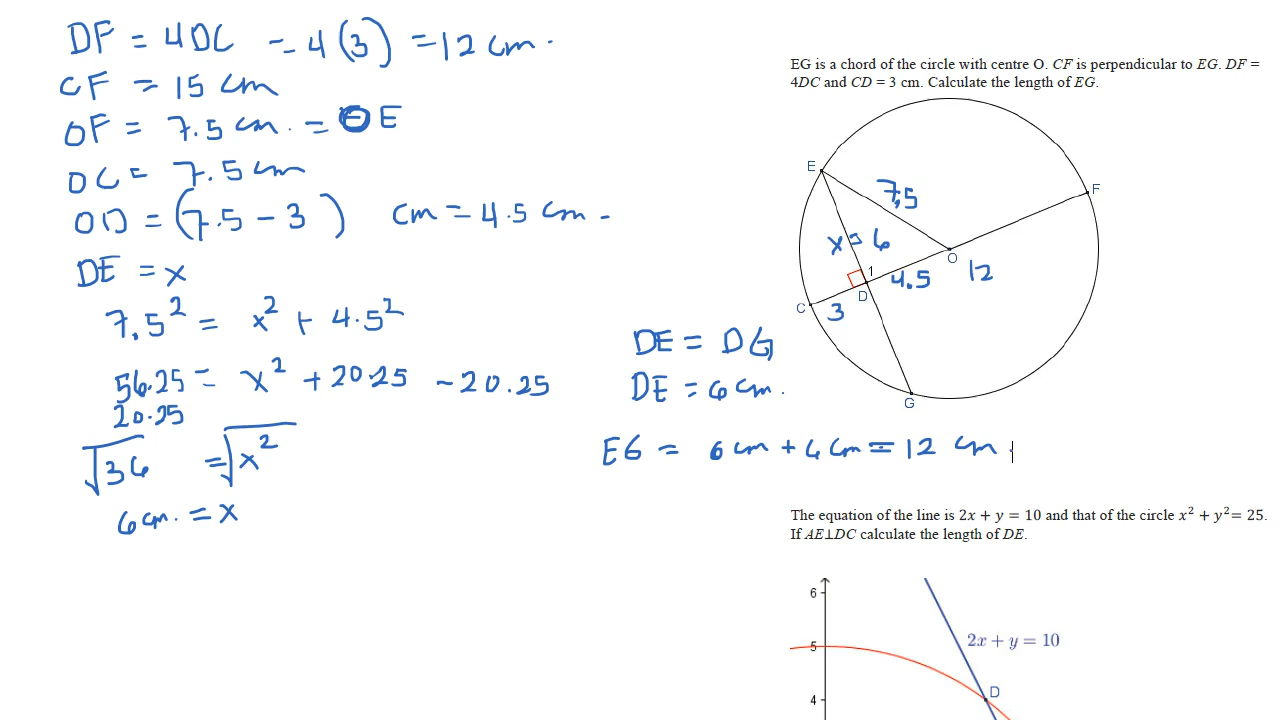 DF = 4DC = 4(3) = 12 cm.
CF = 15 cm
OF = 7.5 cm. = OE
OC = 7.5 cm
OD = (7.5 - 3) cm = 4.5 cm -
DE = x
7.5² = x² + 4.5²
56.25 = x² + 20.25 - 20.25
20.25
√36 = √x²
6 cm. = x
DE = DG
DE = 6 cm.
EG = 6 cm + 6 cm = 12 cm.
EG is a chord of the circle with centre O. CF is perpendicular to EG. DF =
4DC and CD = 3 cm. Calculate the length of EG.
E
F
7,5
x = 6
O
1
4.5
12
D
C
3
G
The equation of the line is 2x + y = 10 and that of the circle x² + y² = 25.
If AE⊥DC calculate the length of DE.
6
2x + y = 10
5
D
4